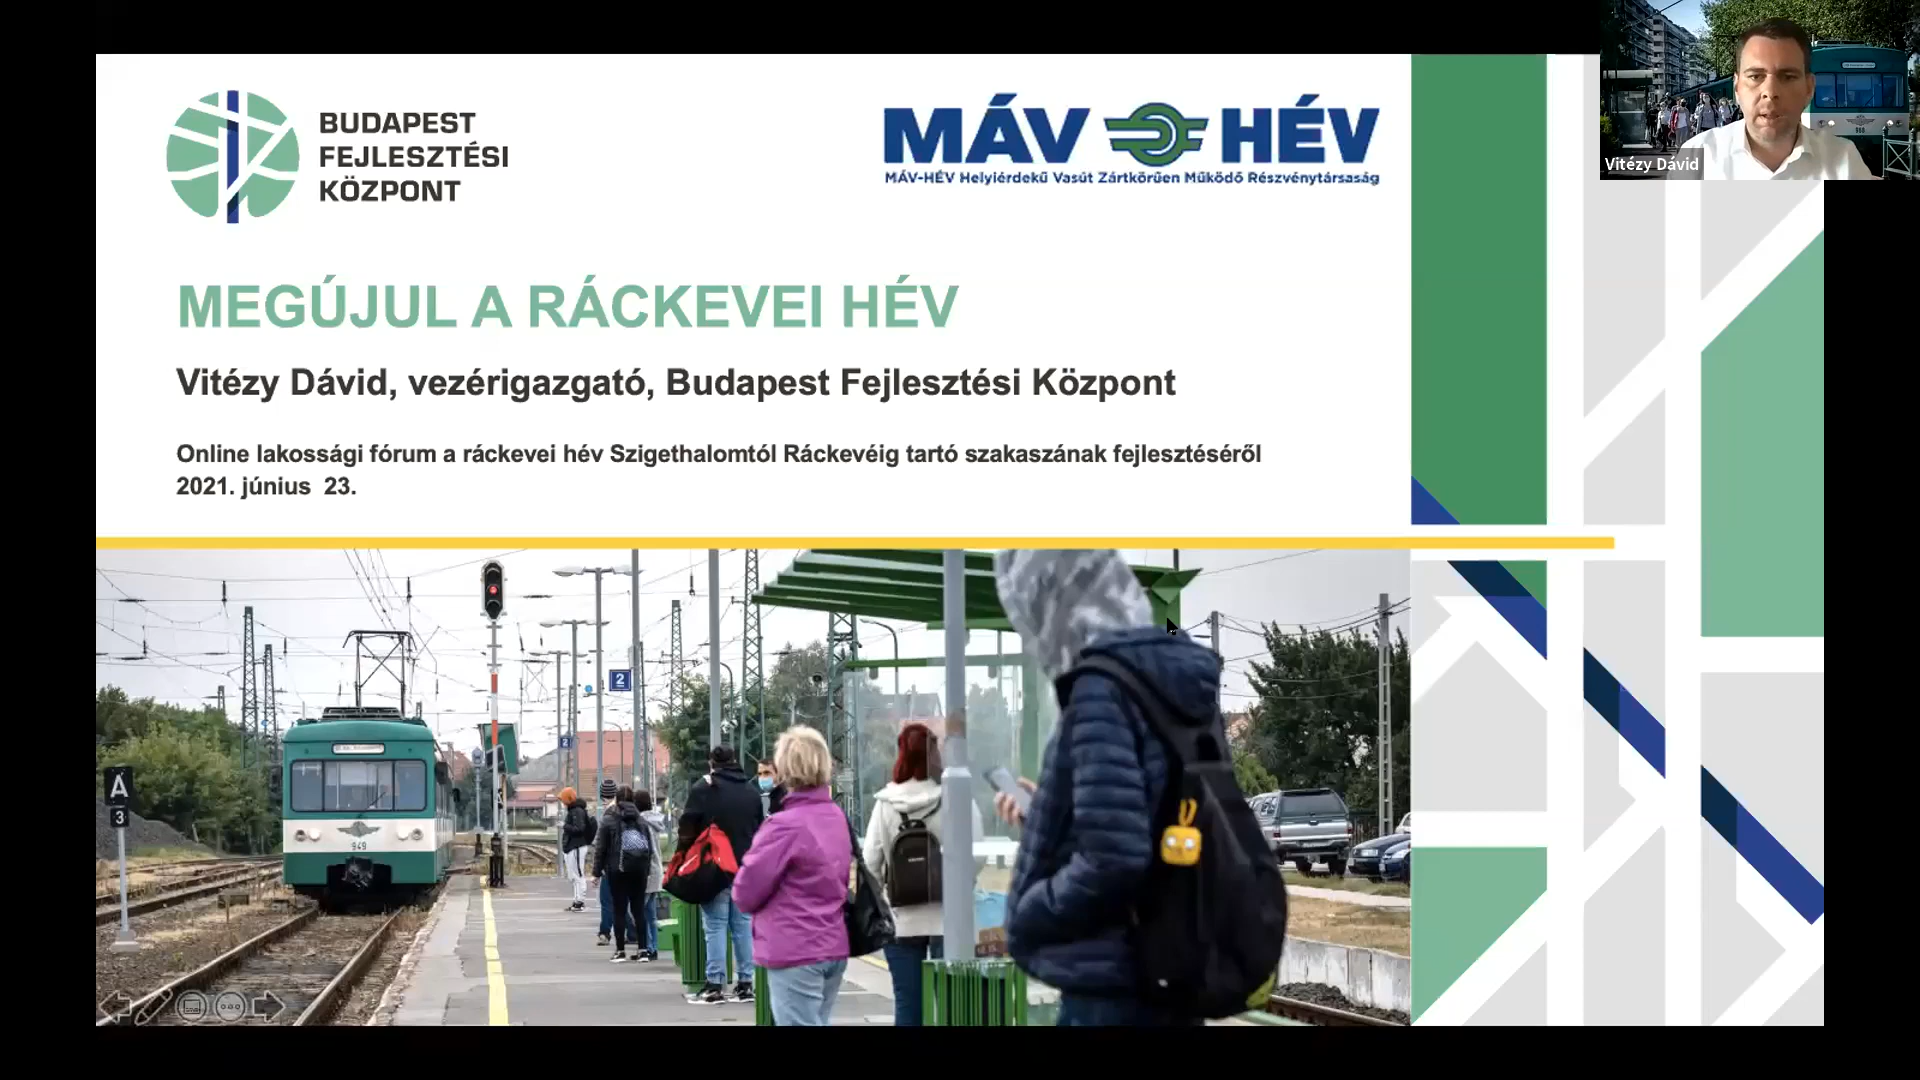 BUDAPEST
FEJLESZTÉSI
KÖZPONT
MÁV HÉV
MÁV-HÉV Helyiérdekű Vasút Zártkörűen Működő Részvénytársaság
Vitézy Dávid
MEGÚJUL A RÁCKEVEI HÉV
Vitézy Dávid, vezérigazgató, Budapest Fejlesztési Központ
Online lakossági fórum a ráckevei hév Szigethalomtól Ráckevéig tartó szakaszának fejlesztéséről
2021. június 23.
2
2
Á
3
949
980